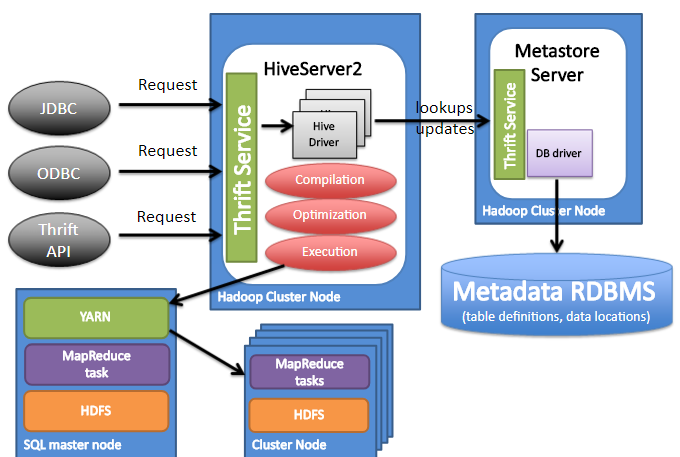 HiveServer2
Metastore
Server
Request
JDBC
Request
ODBC
Request
Thrift
API
Thrift Service
Hive
Driver
Compilation
Optimization
Execution
Hadoop Cluster Node
lookups
updates
Thrift Service
DB driver
Hadoop Cluster Node
Metadata RDBMS
(table definitions, data locations)
YARN
MapReduce
task
HDFS
SQL master node
MapReduce
tasks
HDFS
Cluster Node